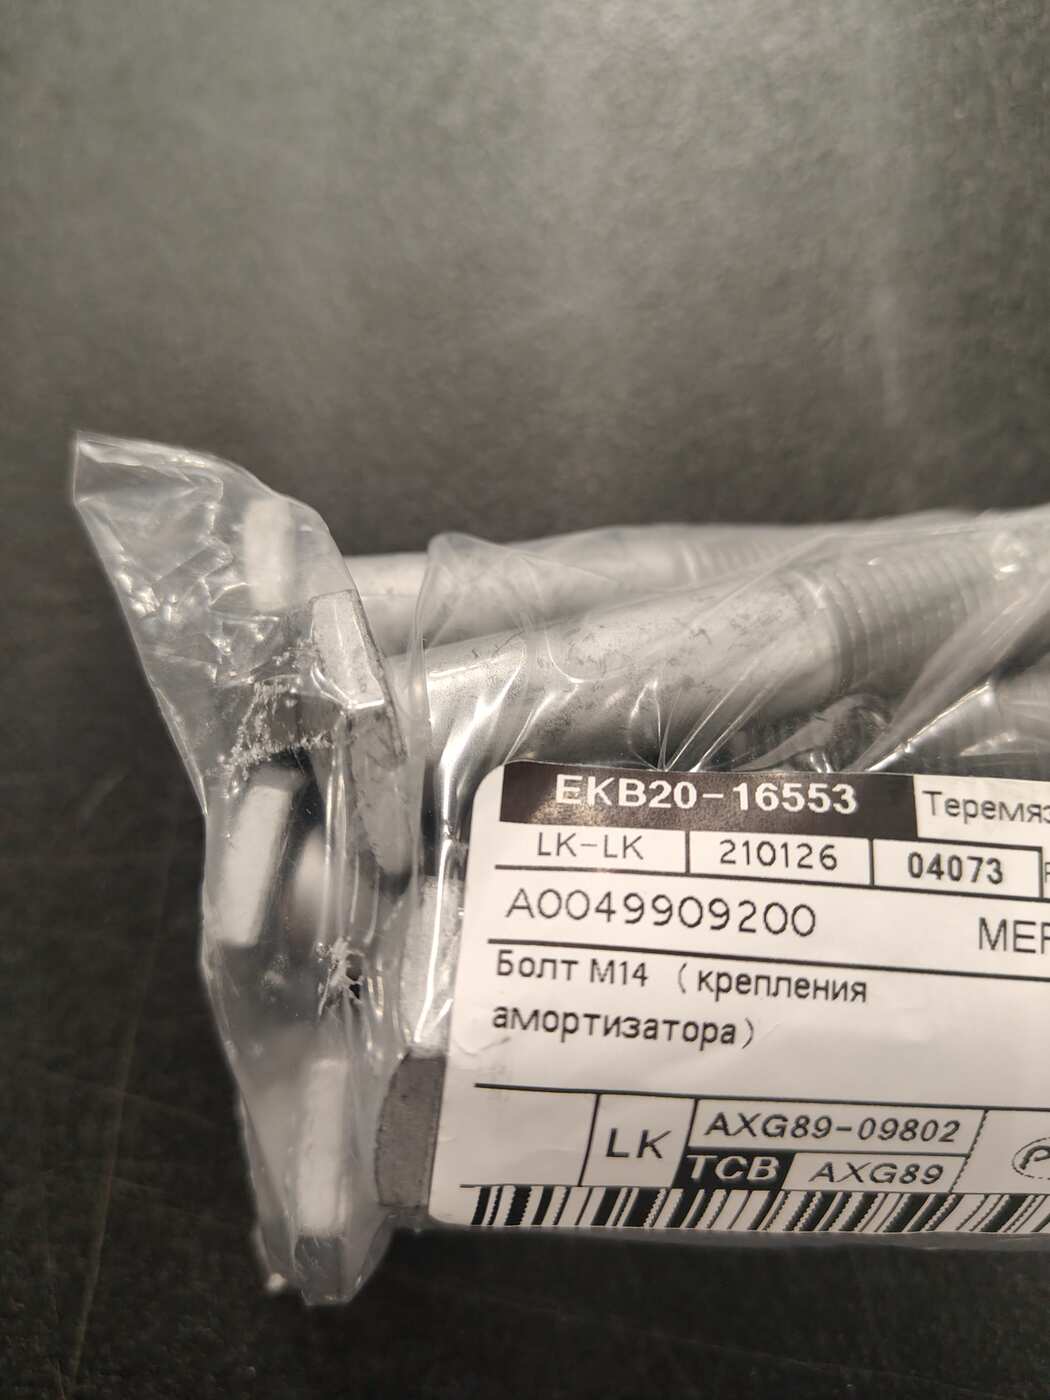 EKB20-16553
LK-LK 210126 04073
A0049909200
Болт М14 (крепления
амортизатора)
LK AXG89-09802
TCB AXG89